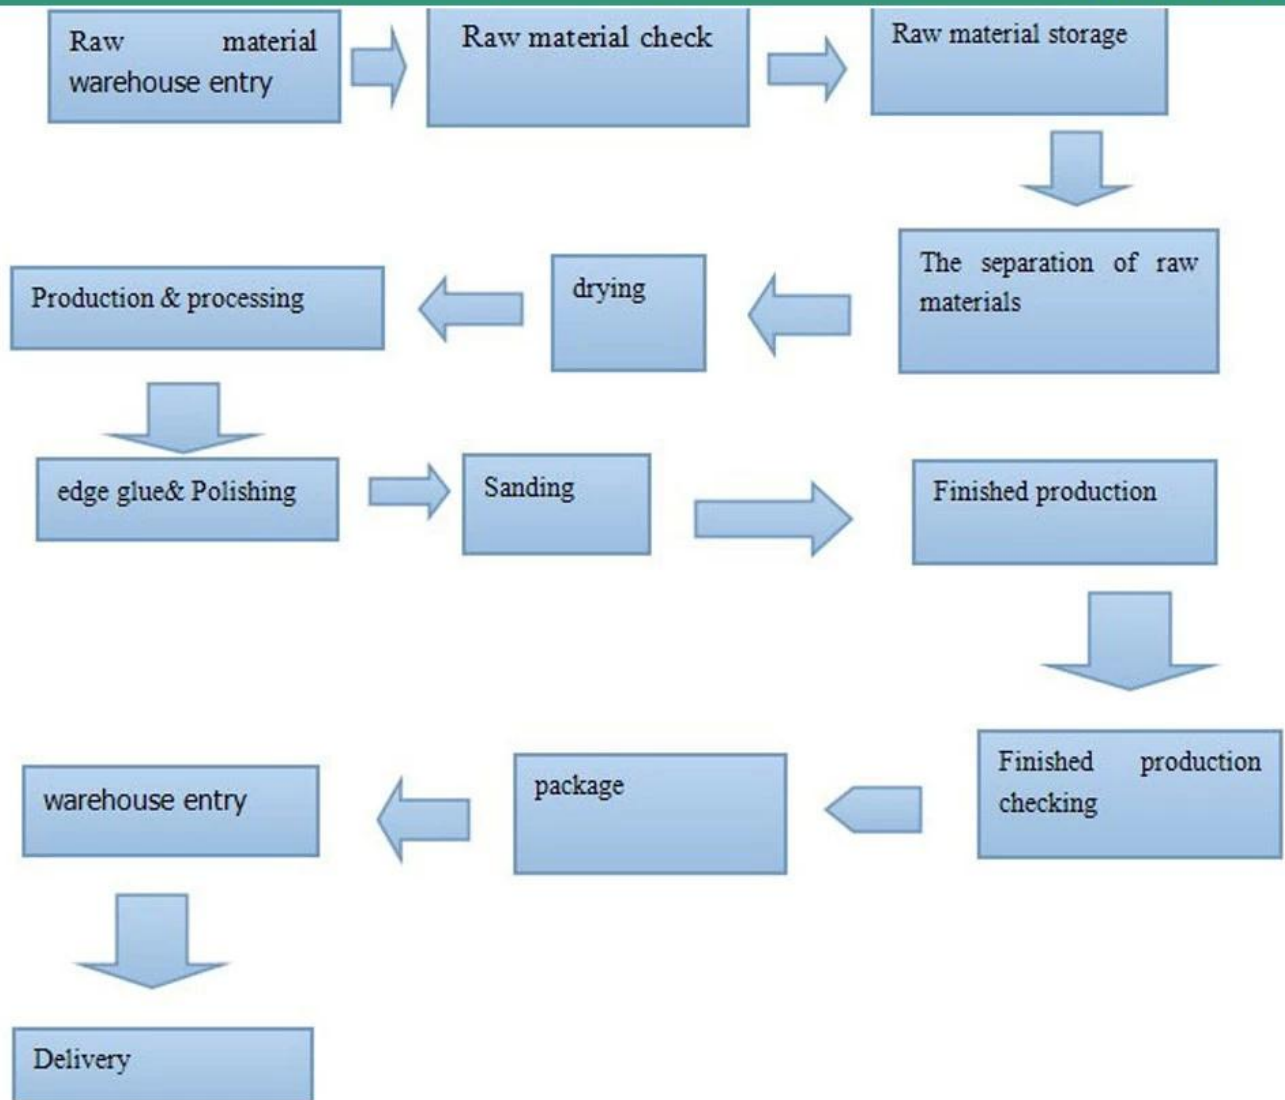 Raw material
warehouse entry
Raw material check
Raw material storage
The separation of raw
materials
drying
Production & processing
edge glue& Polishing
Sanding
Finished production
Finished production
checking
package
warehouse entry
Delivery